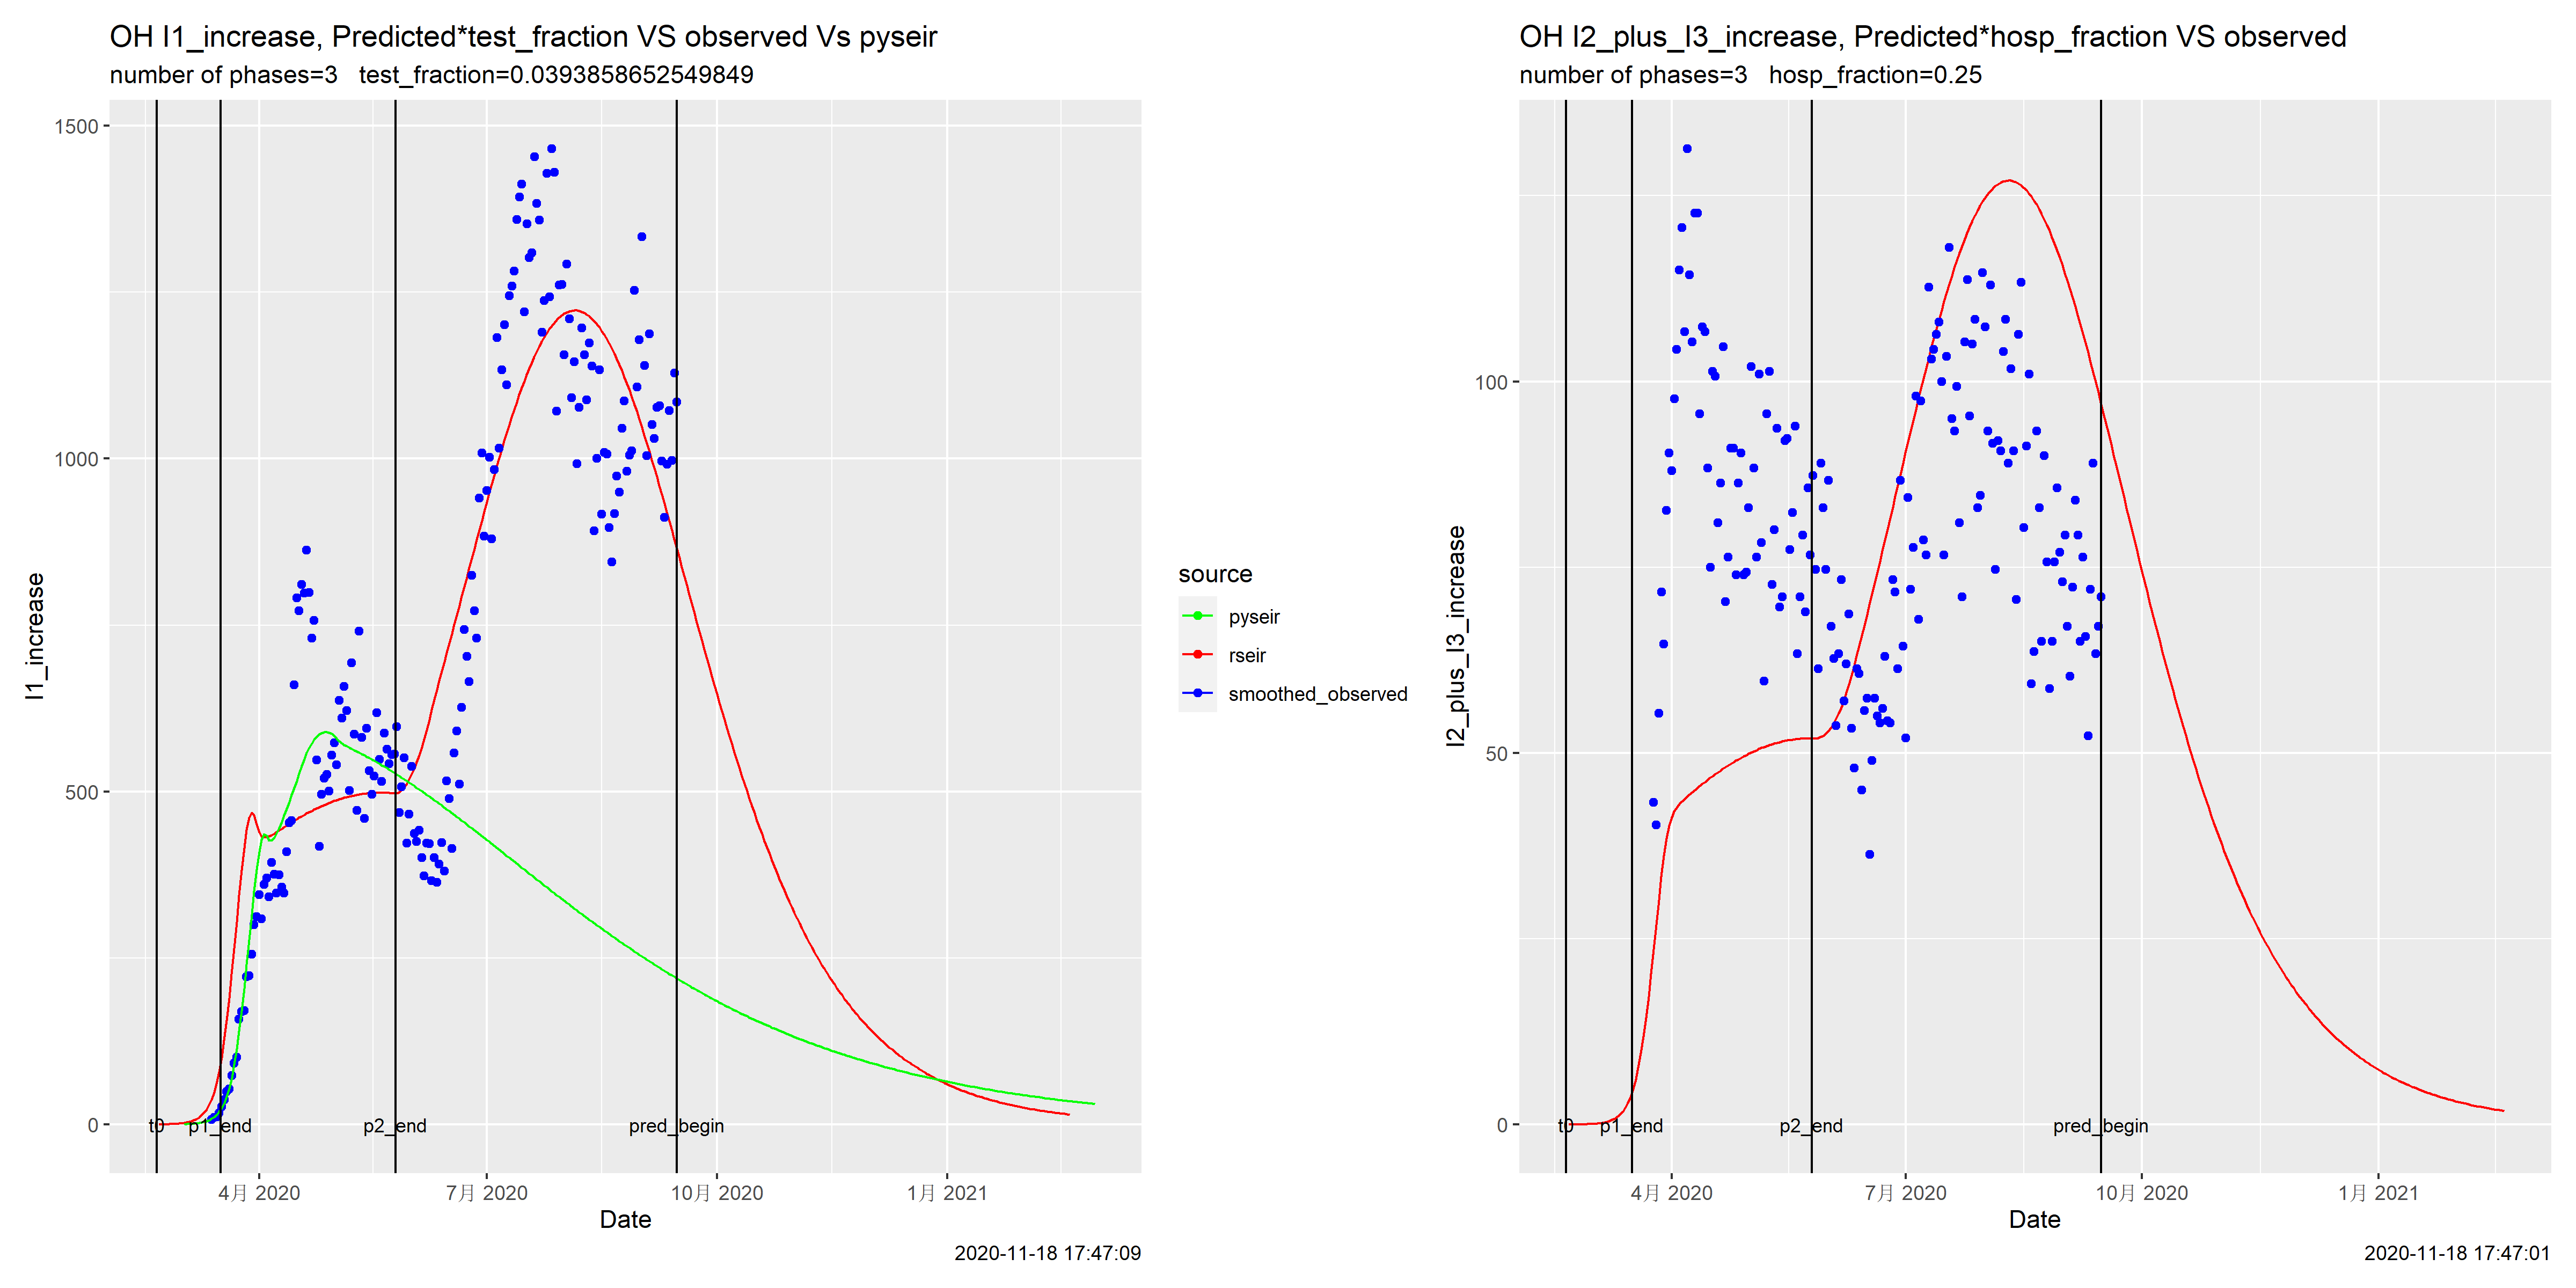 OH I1_increase, Predicted*test_fraction VS observed Vs pyseir
number of phases=3   test_fraction=0.0393858652549849
I1_increase
1500
1000
500
0
t0
p1_end
p2_end
pred_begin
4月 2020
7月 2020
10月 2020
1月 2021
Date
2020-11-18 17:47:09
source
pyseir
rseir
smoothed_observed
OH I2_plus_I3_increase, Predicted*hosp_fraction VS observed
number of phases=3   hosp_fraction=0.25
I2_plus_I3_increase
100
50
0
t0
p1_end
p2_end
pred_begin
4月 2020
7月 2020
10月 2020
1月 2021
Date
2020-11-18 17:47:01